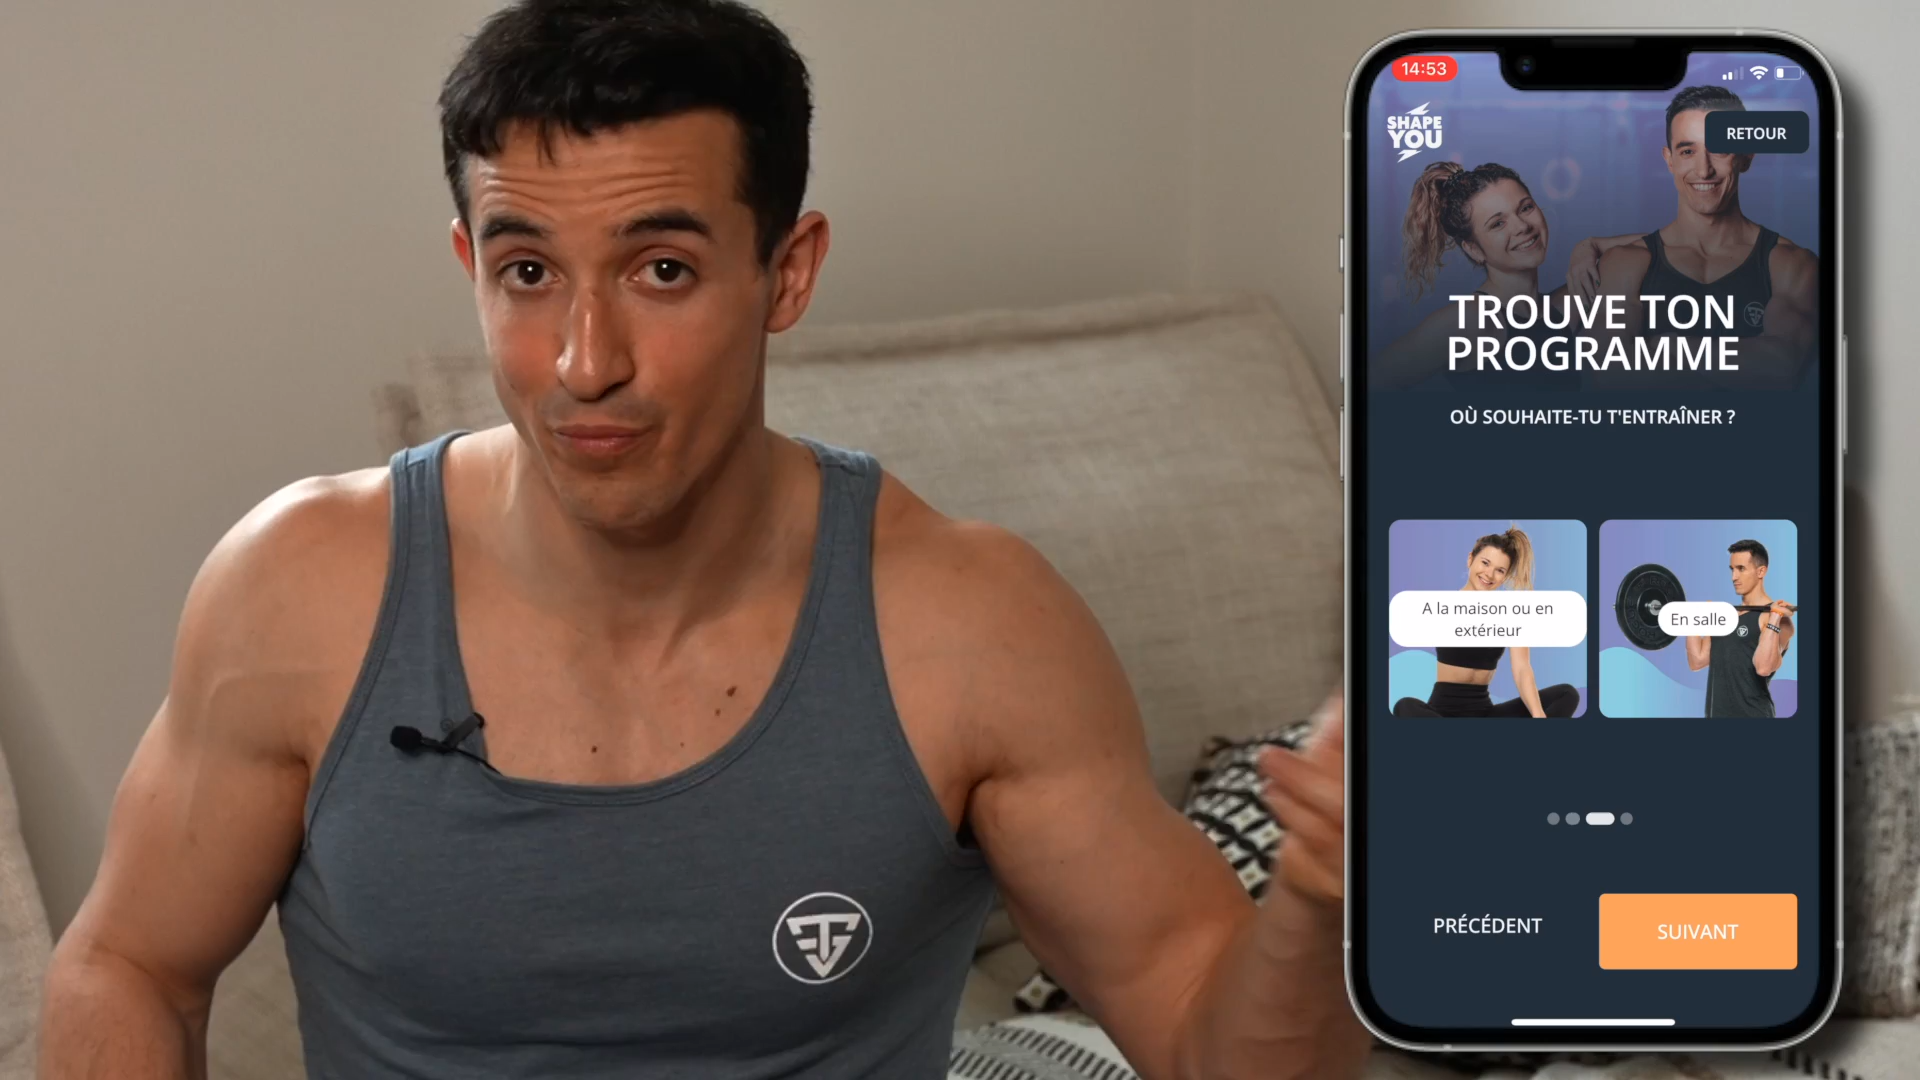 14:53
SHAPE
YOU
RETOUR
TROUVE TON
PROGRAMME
OÙ SOUHAITE-TU T'ENTRAÎNER ?
A la maison ou en
extérieur
En salle
PRÉCÉDENT
SUIVANT